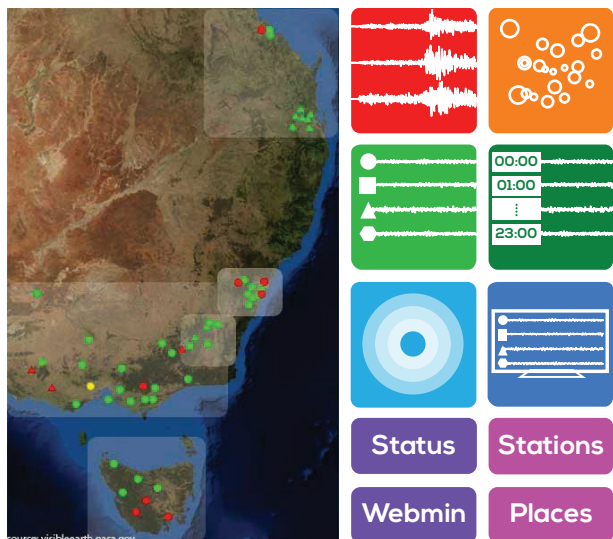 00:00
01:00
23:00
Status
Stations
Webmin
Places
source: visibleearth.nasa.gov